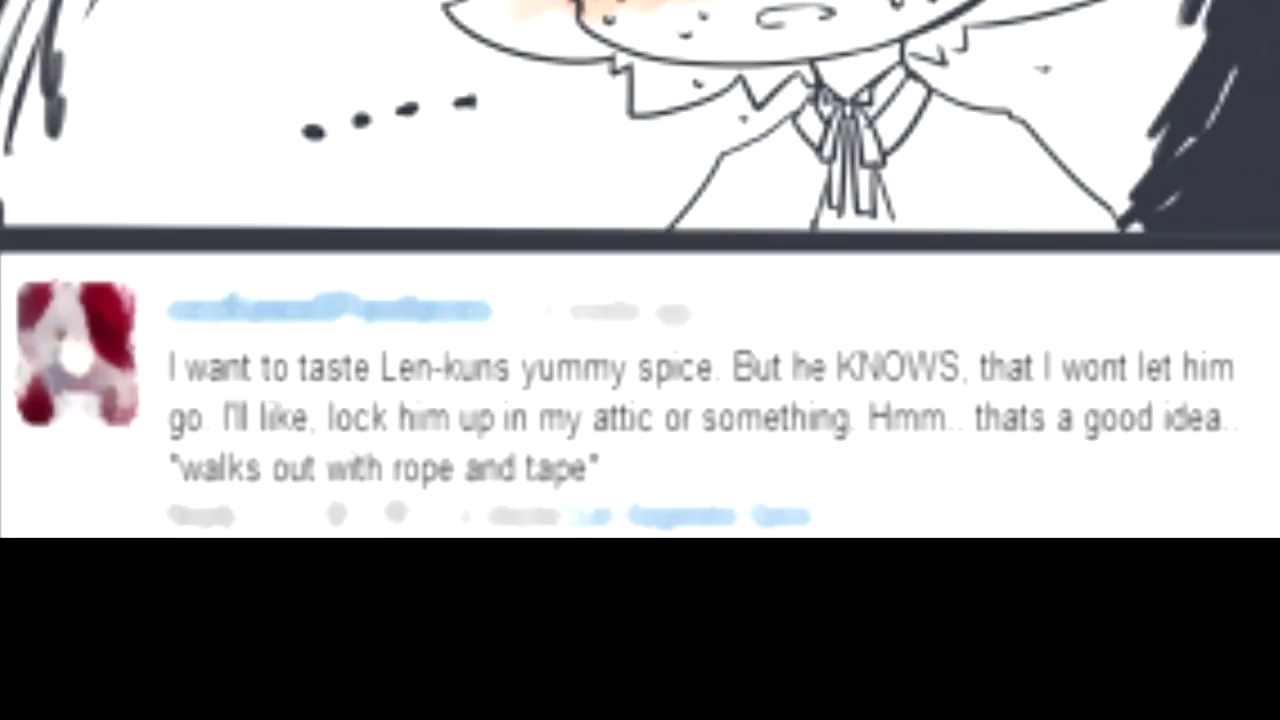 I want to taste Len-kuns yummy spice. But he KNOWS, that I wont let him
go. I'll like, lock him up in my attic or something. Hmm.. thats a good idea..
*walks out with rope and tape*